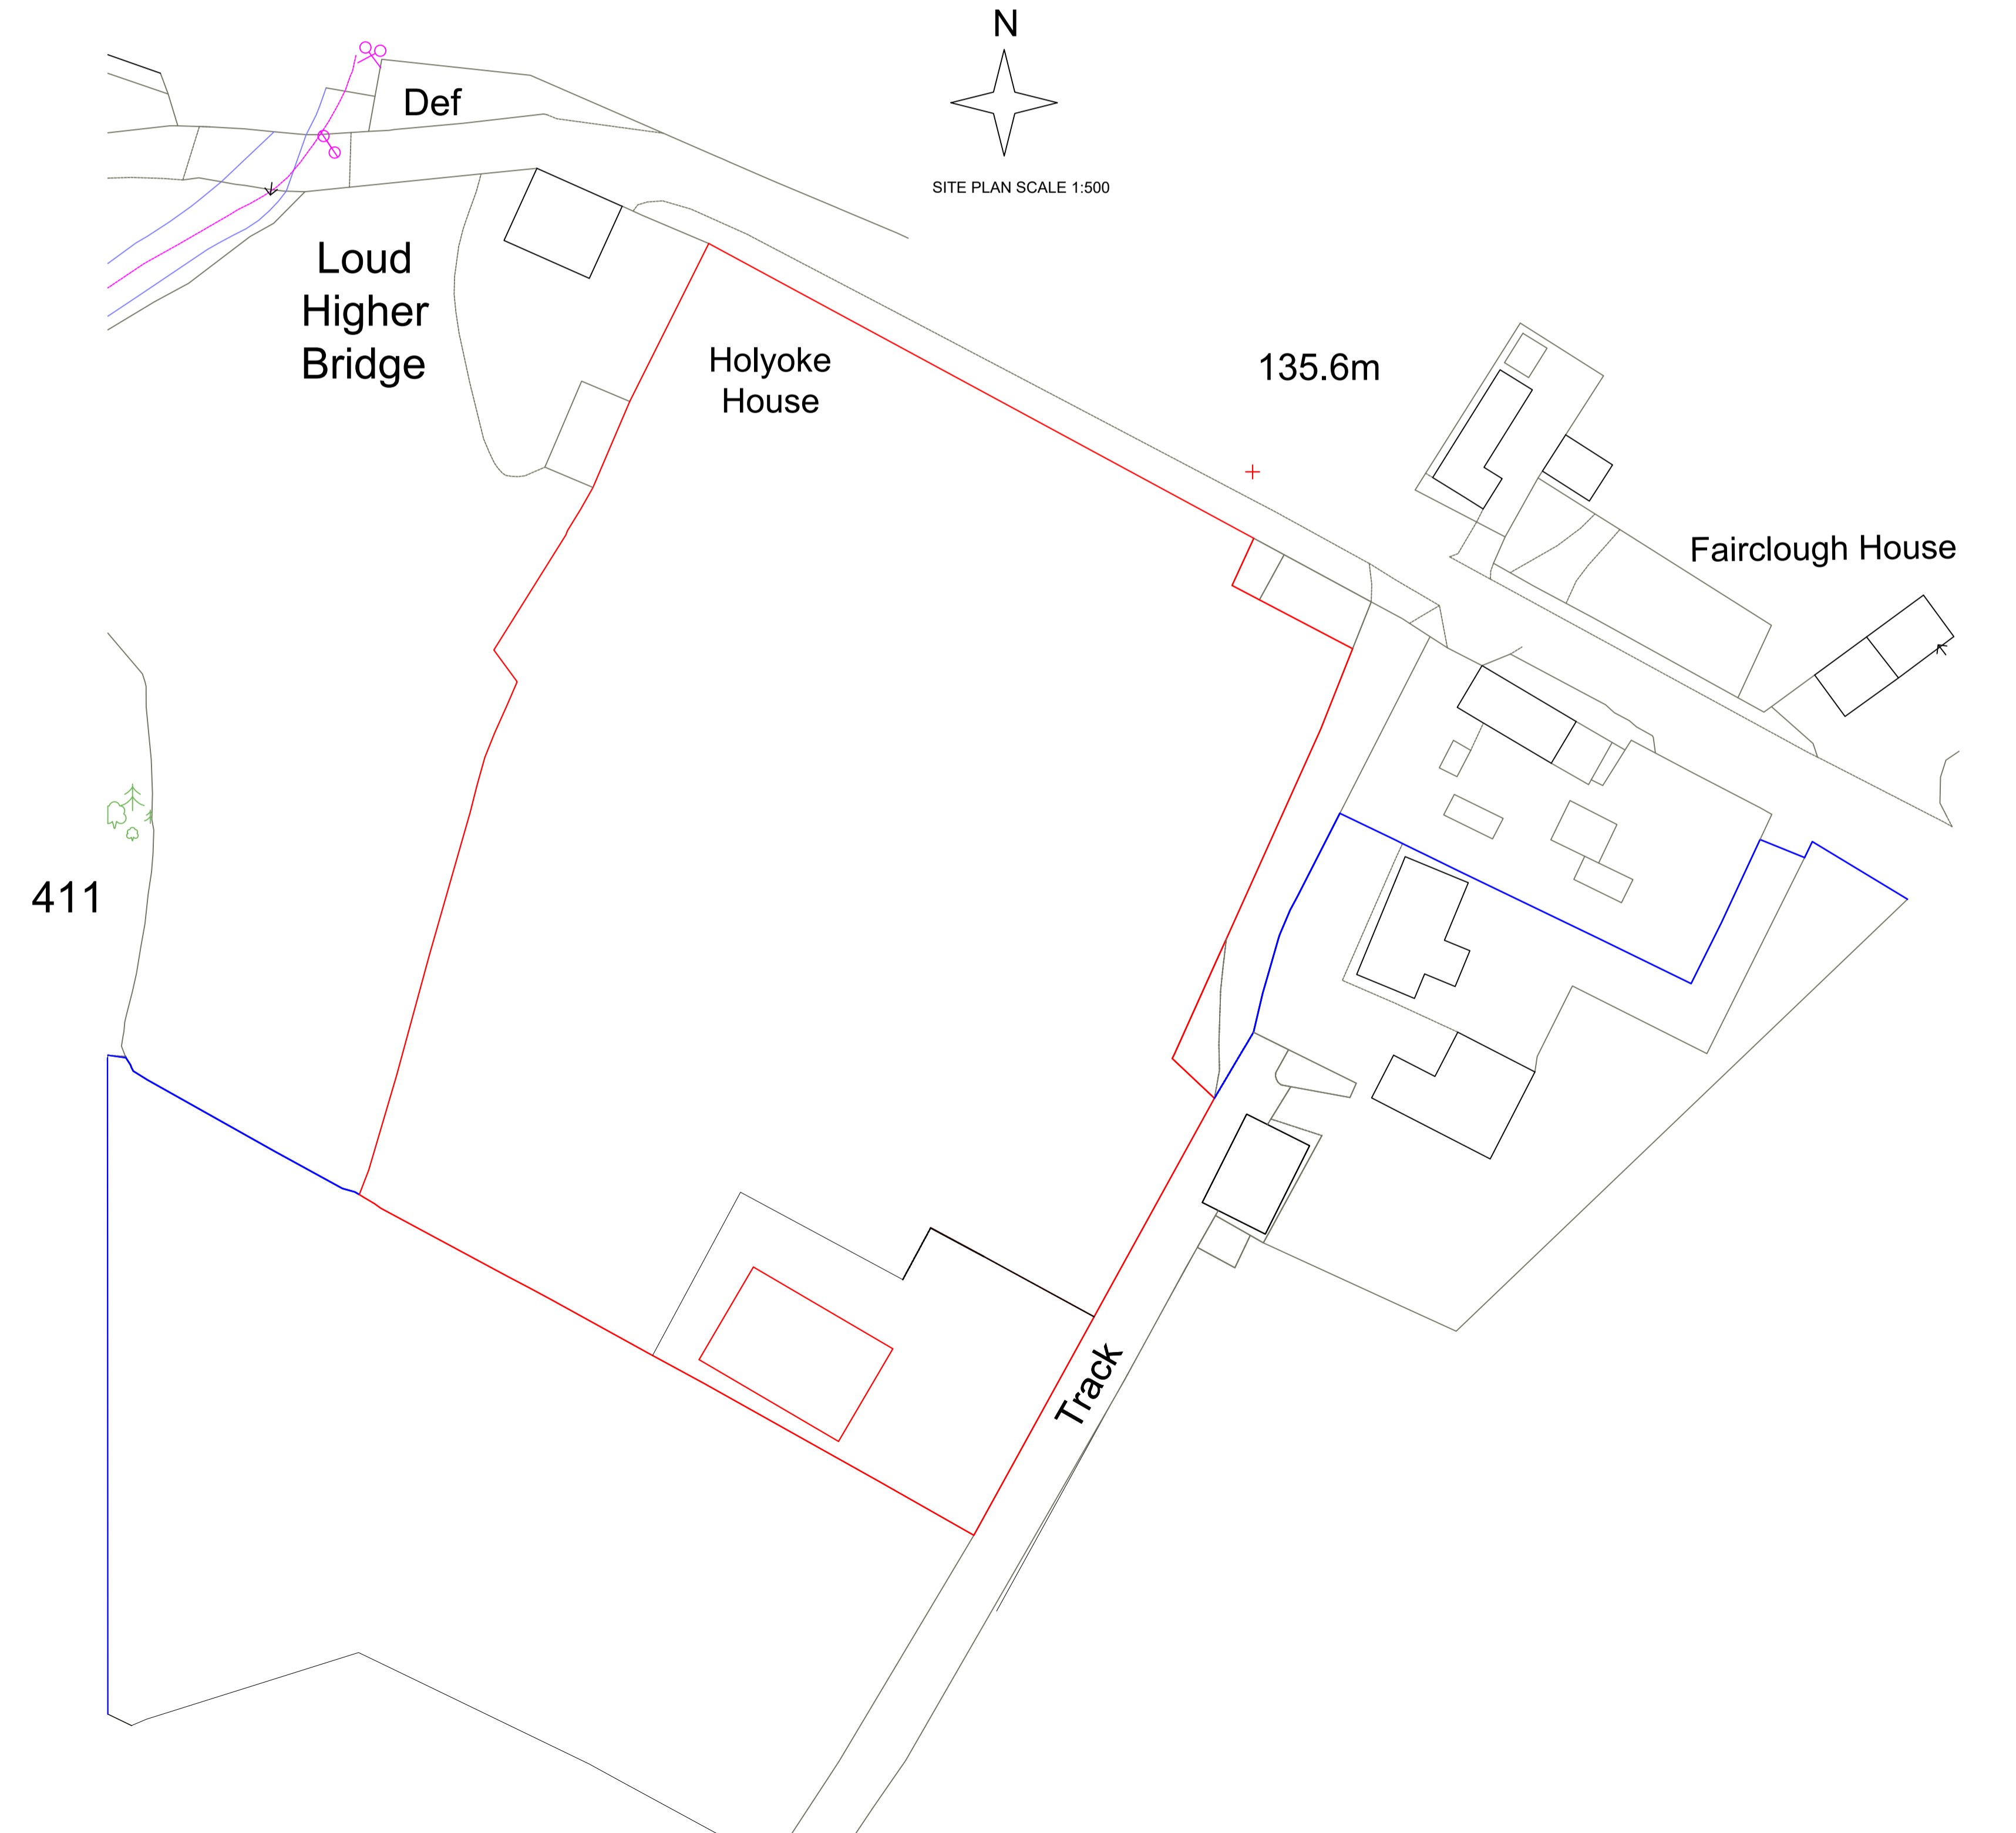 N
Def
SITE PLAN SCALE 1:500
Loud
Higher
Bridge
Holyoke
House
135.6m
Fairclough House
411
Track